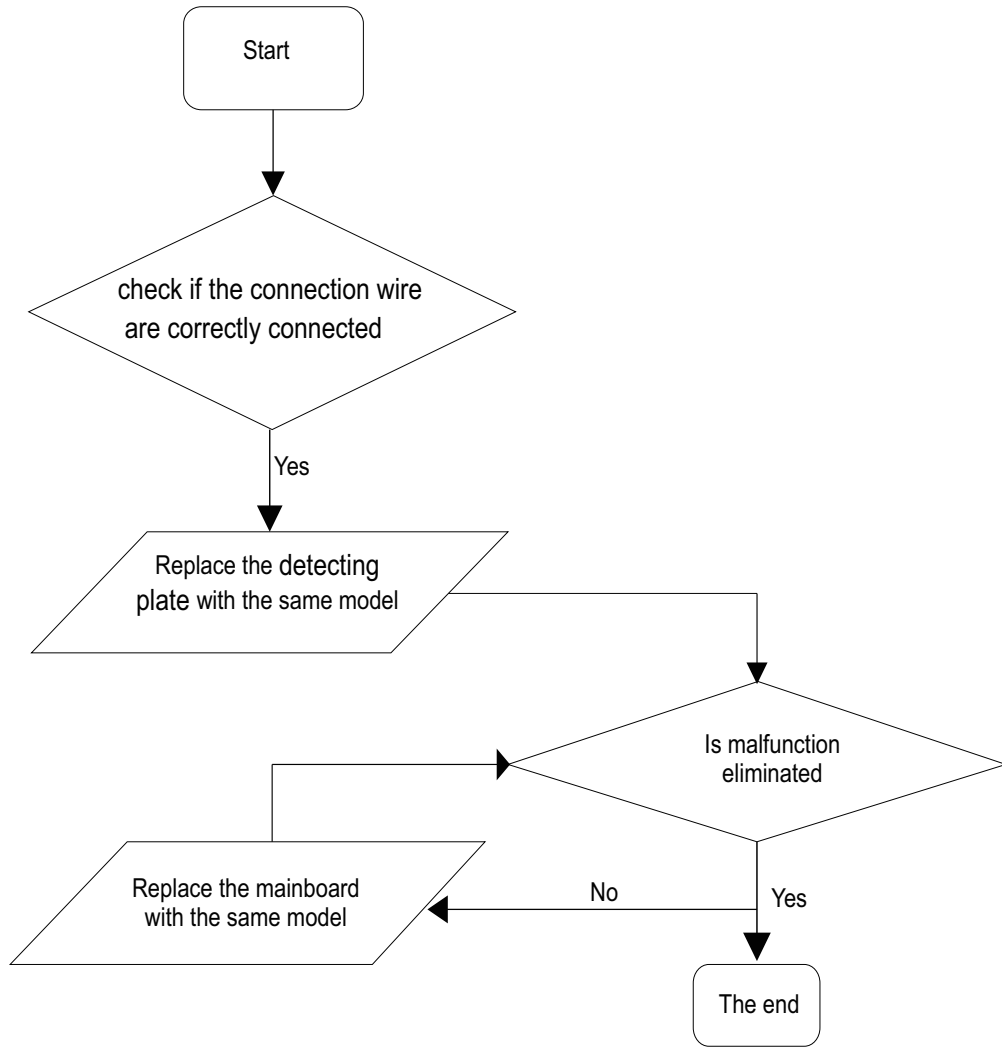 Start
check if the connection wire
are correctly connected
Yes
Replace the detecting
plate with the same model
Is malfunction
eliminated
Replace the mainboard
with the same model
No
Yes
The end